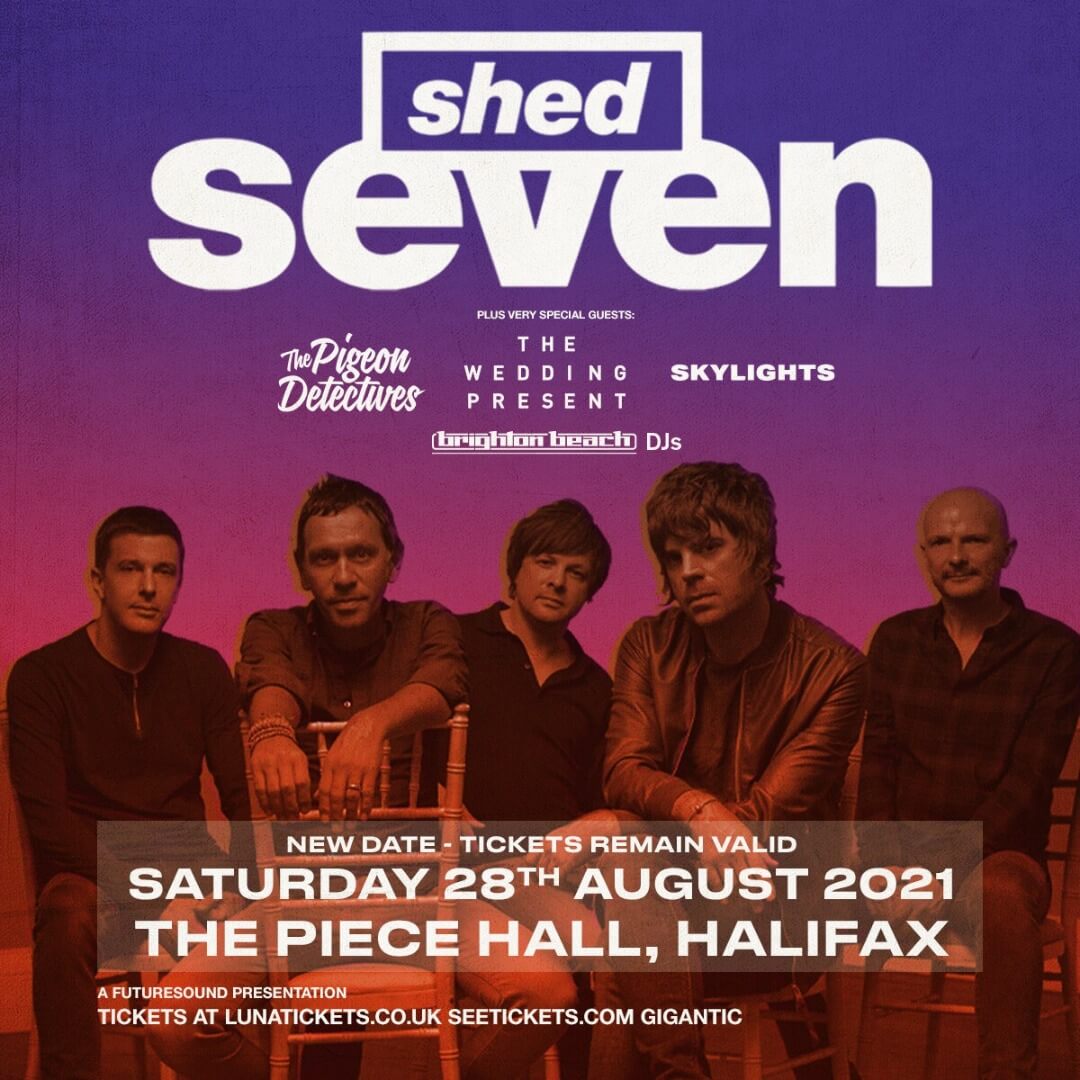 shed
seven
PLUS VERY SPECIAL GUESTS:
The Pigeon
Detectives
THE
WEDDING
PRESENT
SKYLIGHTS
brighton beach DJs
NEW DATE - TICKETS REMAIN VALID
SATURDAY 28TH AUGUST 2021
THE PIECE HALL, HALIFAX
A FUTURESOUND PRESENTATION
TICKETS AT LUNATICKETS.CO.UK SEETICKETS.COM GIGANTIC